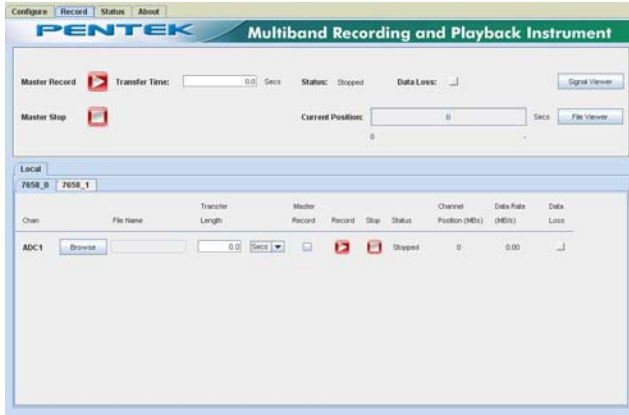 Configure Record Status About
PENTEK Multiband Recording and Playback Instrument
Master Record Transfer Time: 0.0 Secs Status: Stopped Data Loss: Signal Viewer
Master Stop Current Position: 0 Secs File Viewer
0 -
Local
7658_0 7658_1
Transfer Master Channel Data Rate Data
Chan File Name Length Record Record Stop Status Position (MBs) (MB/s) Loss
ADC1 Browse 0.0 Secs Stopped 0 0.00